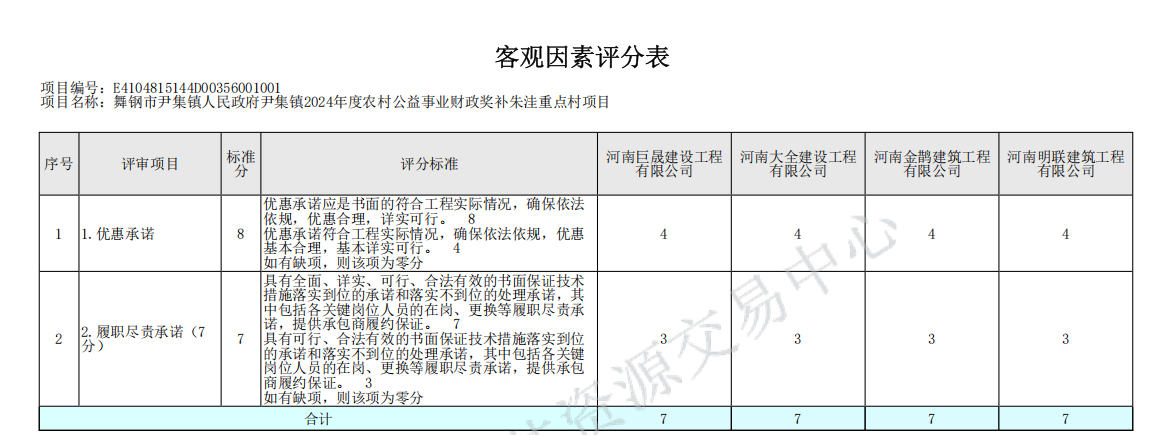 客观因素评分表
项目编号：E4104815144D00356001001
项目名称：舞钢市尹集镇人民政府尹集镇2024年度农村公益事业财政奖补朱洼重点村项目
序号
评审项目
标准
分
评分标准
河南巨晟建设工程
有限公司
河南大全建设工程
有限公司
河南金鹊建筑工程
有限公司
河南明联建筑工程
有限公司
1
1.优惠承诺
8
优惠承诺应是书面的符合工程实际情况，确保依法
依规，优惠合理，详实可行。 8
优惠承诺符合工程实际情况，确保依法依规，优惠
基本合理，基本详实可行。 4
如有缺项，则该项为零分
4
4
4
4
2
2.履职尽责承诺（7
分）
7
具有全面、详实、可行、合法有效的书面保证技术
措施落实到位的承诺和落实不到位的处理承诺，其
中包括各关键岗位人员的在岗、更换等履职尽责承
诺，提供承包商履约保证。 7
具有可行、合法有效的书面保证技术措施落实到位
的承诺和落实不到位的处理承诺，其中包括各关键
岗位人员的在岗、更换等履职尽责承诺，提供承包
商履约保证。 3
如有缺项，则该项为零分
3
3
3
3
合计
7
7
7
7
资源交易中心